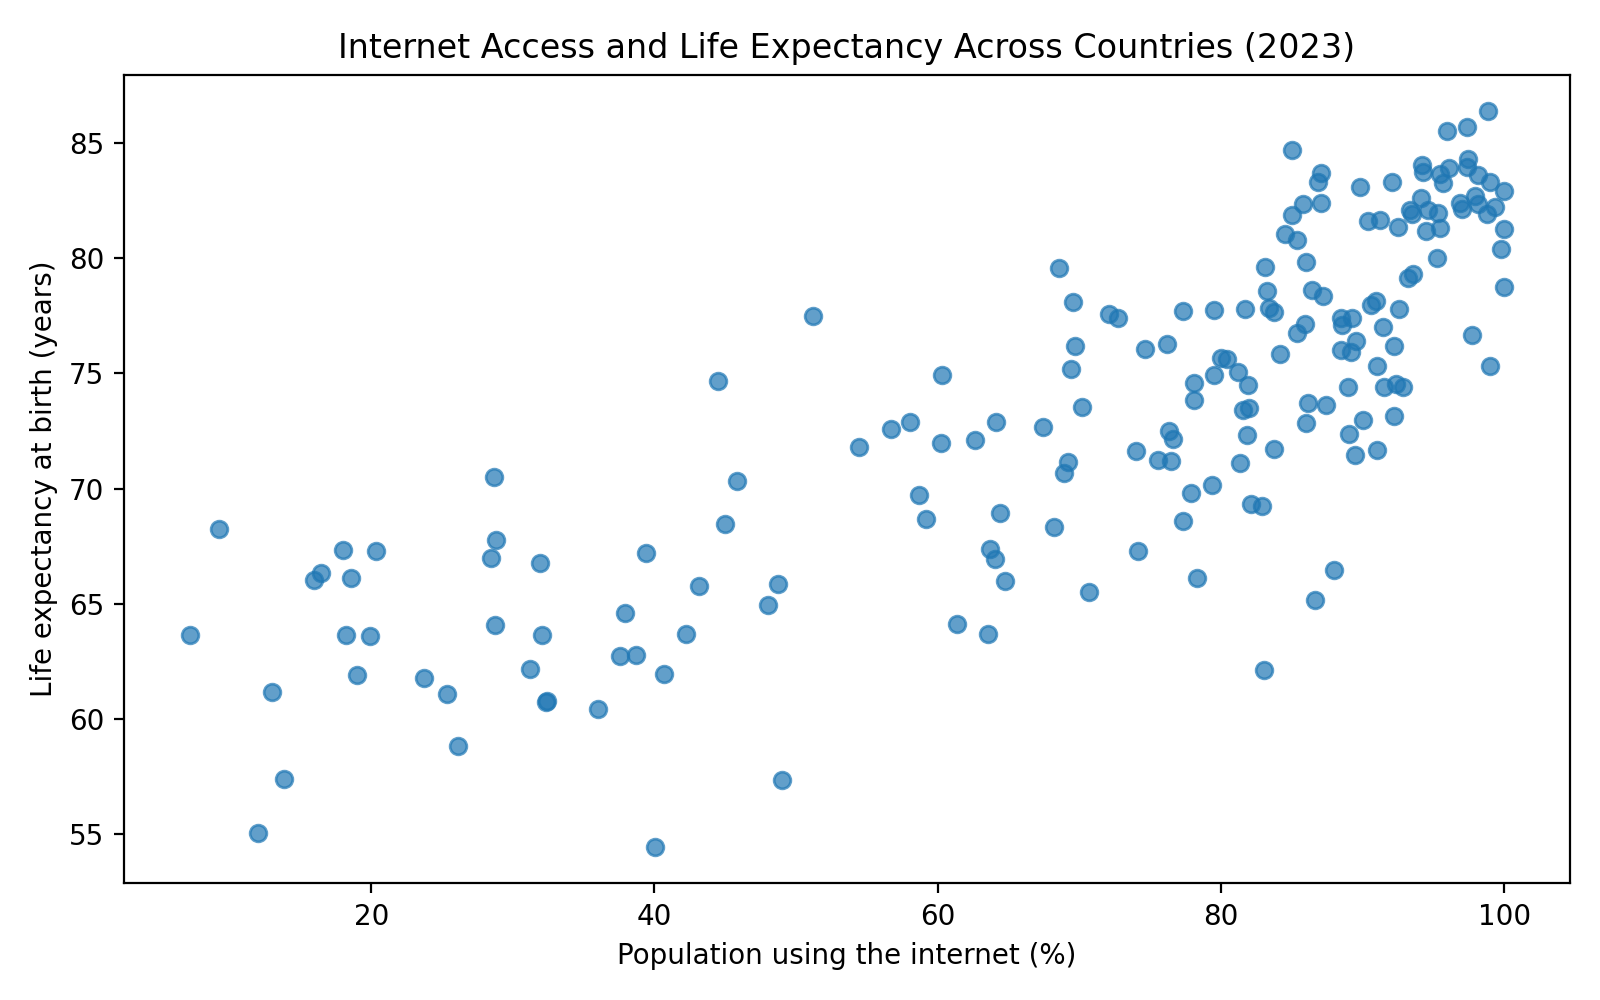 Internet Access and Life Expectancy Across Countries (2023)
Life expectancy at birth (years)
85
80
75
70
65
60
55
20 40 60 80 100
Population using the internet (%)